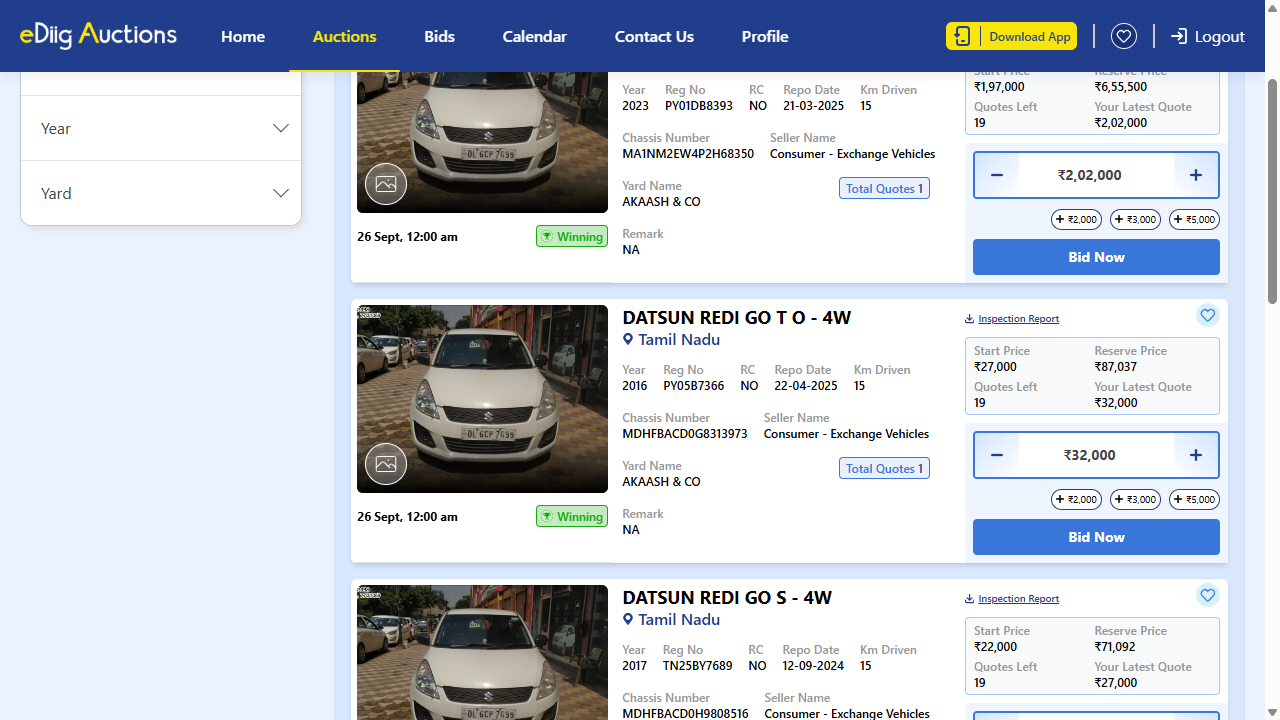 eDiig Auctions
Home
Auctions
Bids
Calendar
Contact Us
Profile
Download App
Logout
Year
Yard
DL 6CP 7699
26 Sept, 12:00 am
Winning
Year Reg No RC Repo Date Km Driven
2023 PY01DB8393 NO 21-03-2025 15
Chassis Number Seller Name
MA1NM2EW4P2H68350 Consumer - Exchange Vehicles
Yard Name
AKAASH & CO
Total Quotes 1
Remark
NA
Start Price Reserve Price
₹1,97,000 ₹6,55,500
Quotes Left Your Latest Quote
19 ₹2,02,000
− ₹2,02,000 +
+ ₹2,000 + ₹3,000 + ₹5,000
Bid Now
DL 6CP 7699
26 Sept, 12:00 am
Winning
DATSUN REDI GO T O - 4W
Tamil Nadu
Year Reg No RC Repo Date Km Driven
2016 PY05B7366 NO 22-04-2025 15
Chassis Number Seller Name
MDHFBACD0G8313973 Consumer - Exchange Vehicles
Yard Name
AKAASH & CO
Total Quotes 1
Remark
NA
Inspection Report
Start Price Reserve Price
₹27,000 ₹87,037
Quotes Left Your Latest Quote
19 ₹32,000
− ₹32,000 +
+ ₹2,000 + ₹3,000 + ₹5,000
Bid Now
DL 6CP 7699
DATSUN REDI GO S - 4W
Tamil Nadu
Year Reg No RC Repo Date Km Driven
2017 TN25BY7689 NO 12-09-2024 15
Chassis Number Seller Name
MDHFBACD0H9808516 Consumer - Exchange Vehicles
Inspection Report
Start Price Reserve Price
₹22,000 ₹71,092
Quotes Left Your Latest Quote
19 ₹27,000